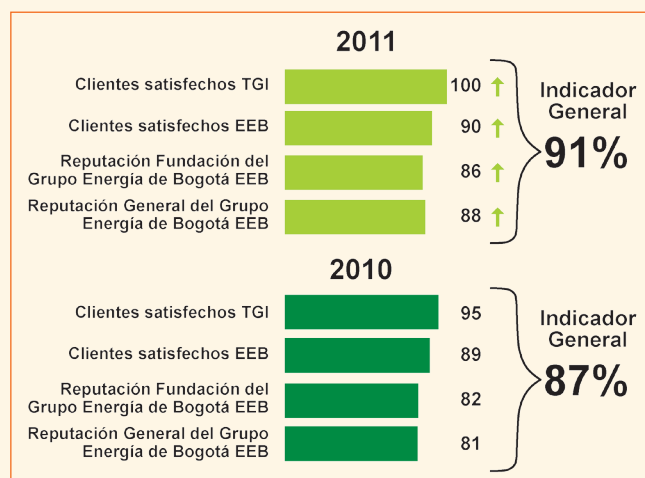 2011
Clientes satisfechos TGI
100
Clientes satisfechos EEB
90
Reputación Fundación del
Grupo Energía de Bogotá EEB
86
Reputación General del Grupo
Energía de Bogotá EEB
88
Indicador
General
91%
2010
Clientes satisfechos TGI
95
Clientes satisfechos EEB
89
Reputación Fundación del
Grupo Energía de Bogotá EEB
82
Reputación General del Grupo
Energía de Bogotá EEB
81
Indicador
General
87%